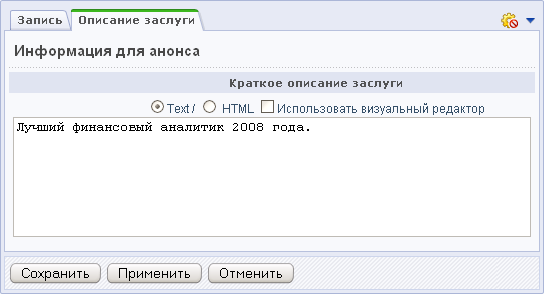 Запись Описание заслуги
Информация для анонса
Краткое описание заслуги
Text / HTML Использовать визуальный редактор
Лучший финансовый аналитик 2008 года.
Сохранить Применить Отменить